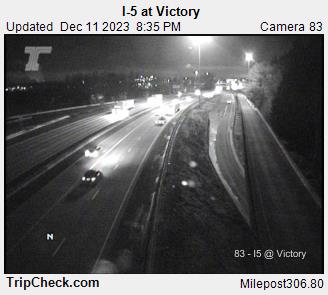 I-5 at Victory
Updated Dec 11 2023 8:35 PM Camera 83
T
N
83 - I5 @ Victory
TripCheck.com Milepost306.80